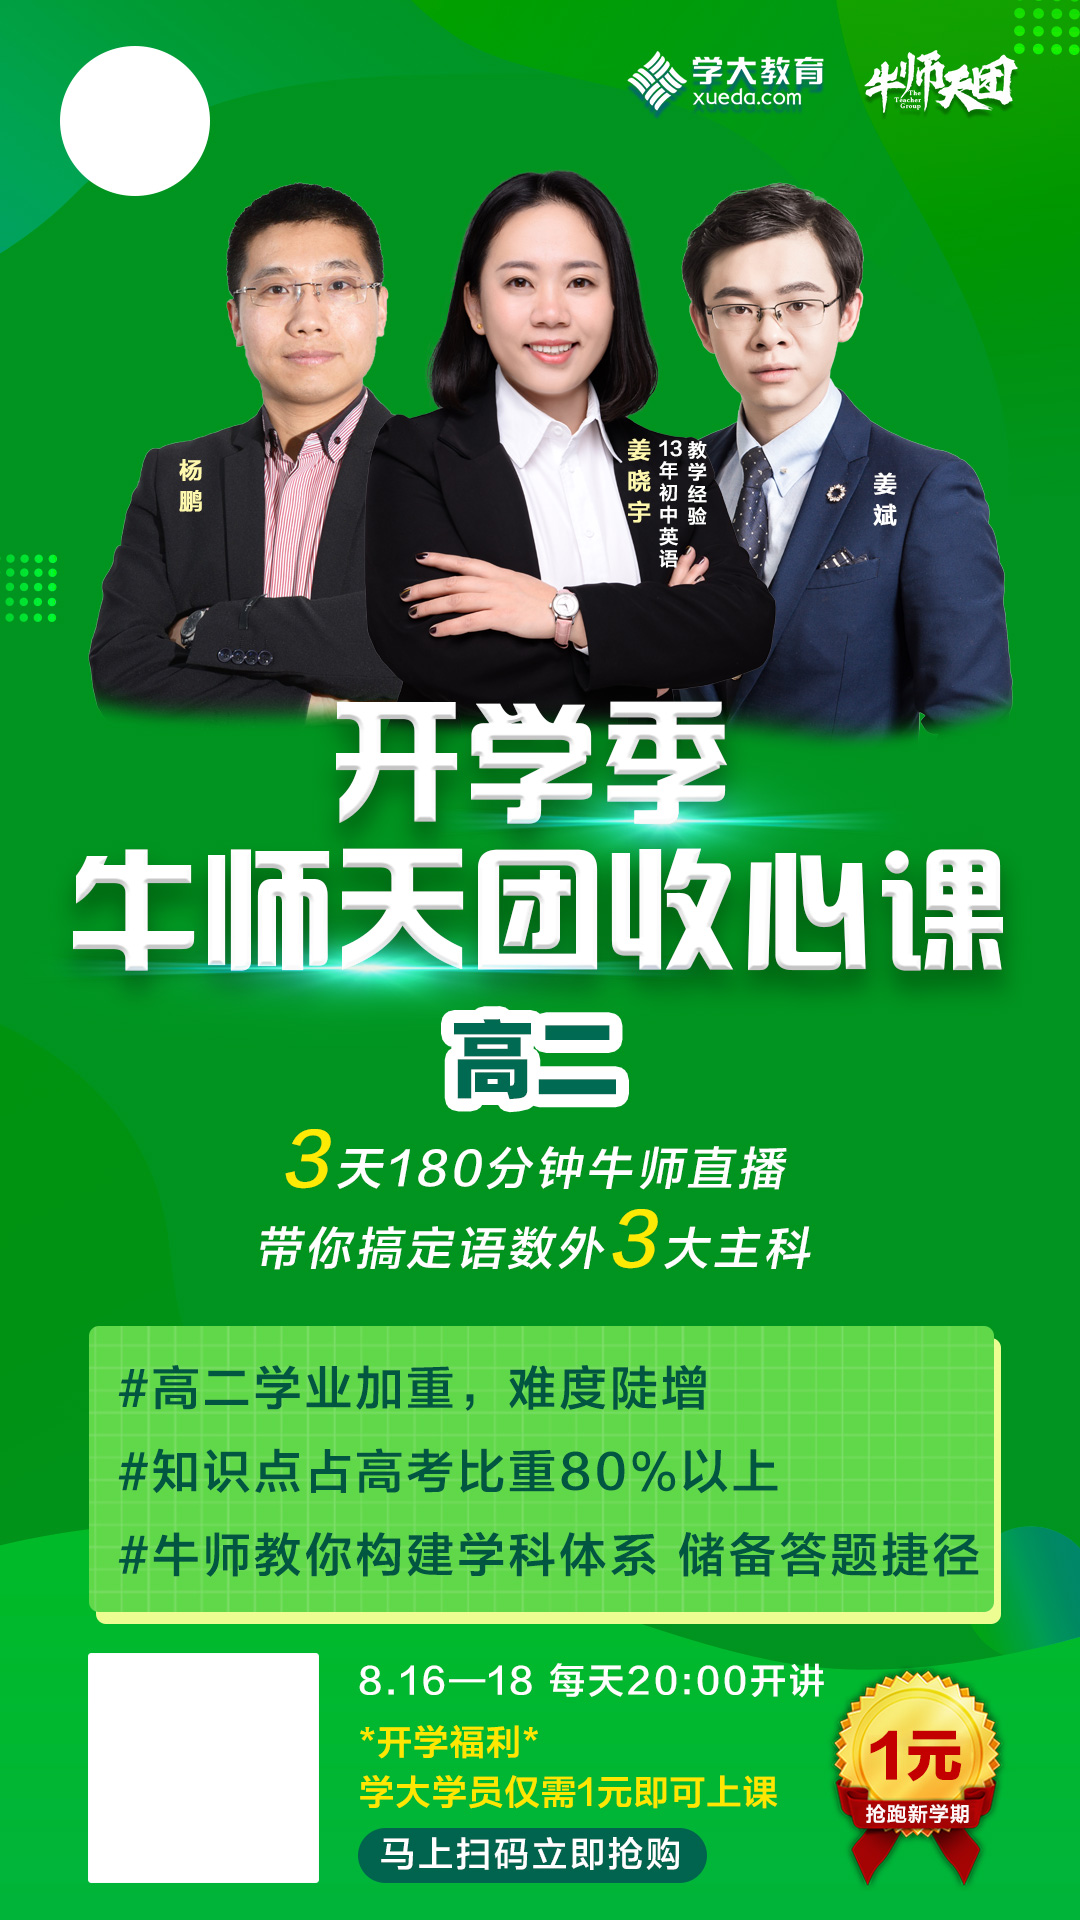 学大教育
xueda.com
牛师天团
The
Teacher
Group
杨鹏
姜晓宇
13年初中英语
教学经验
姜斌
开学季
牛师天团收心课
高二
3天180分钟牛师直播
带你搞定语数外3大主科
#高二学业加重，难度陡增
#知识点占高考比重80%以上
#牛师教你构建学科体系 储备答题捷径
8.16—18 每天20:00开讲
*开学福利*
学大学员仅需1元即可上课
马上扫码立即抢购
1元
抢跑新学期